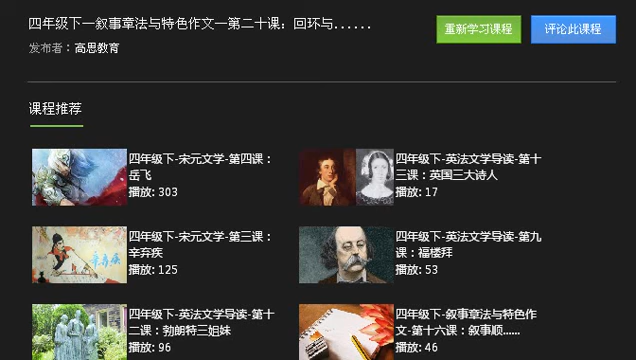 四年级下—叙事章法与特色作文—第二十课：回环与......
重新学习课程
评论此课程
发布者：高思教育
课程推荐
四年级下-宋元文学-第四课：
岳飞
播放: 303
四年级下-英法文学导读-第十
三课：英国三大诗人
播放: 17
四年级下-宋元文学-第三课：
辛弃疾
播放: 125
辛弃疾
四年级下-英法文学导读-第九
课：福楼拜
播放: 53
四年级下-英法文学导读-第十
二课：勃朗特三姐妹
播放: 96
四年级下-叙事章法与特色作
文-第十六课：叙事顺......
播放: 46